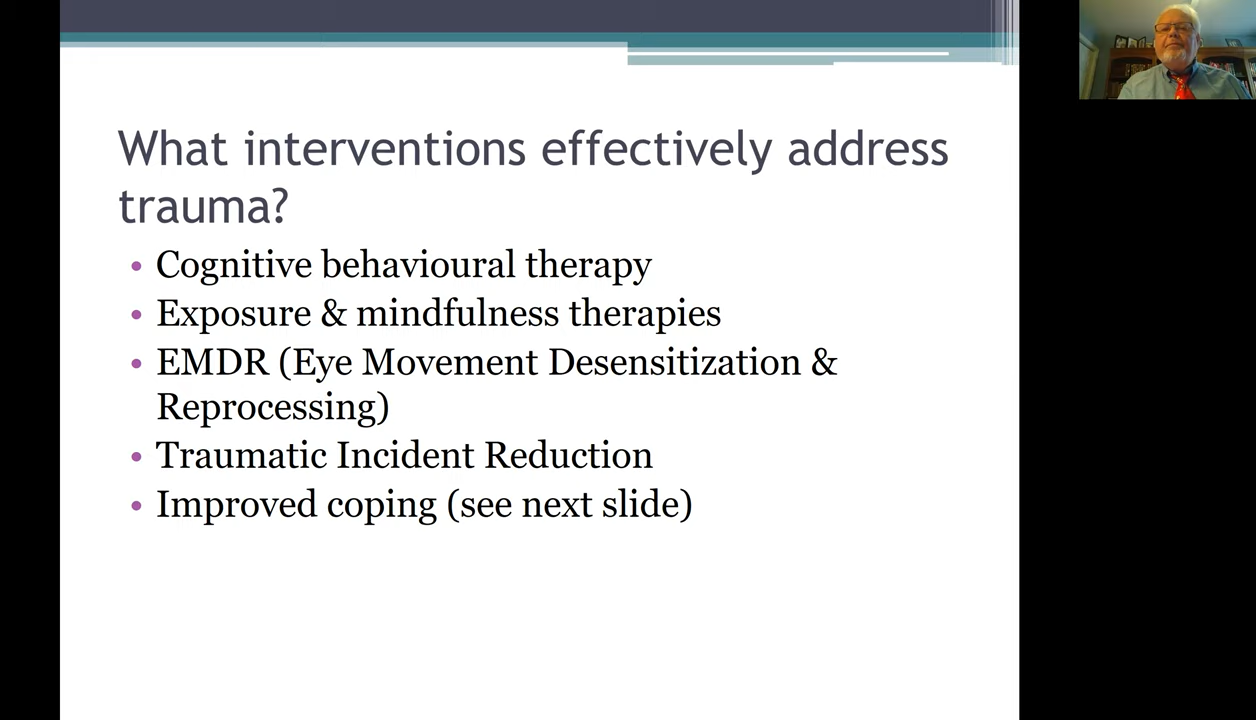 What interventions effectively address
trauma?
• Cognitive behavioural therapy
• Exposure & mindfulness therapies
• EMDR (Eye Movement Desensitization &
Reprocessing)
• Traumatic Incident Reduction
• Improved coping (see next slide)